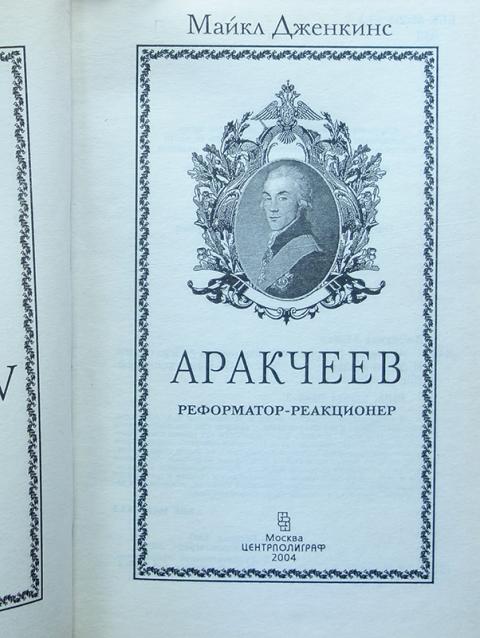 Майкл Дженкинс
АРАКЧЕЕВ
РЕФОРМАТОР-РЕАКЦИОНЕР
Москва
ЦЕНТРПОЛИГРАФ
2004